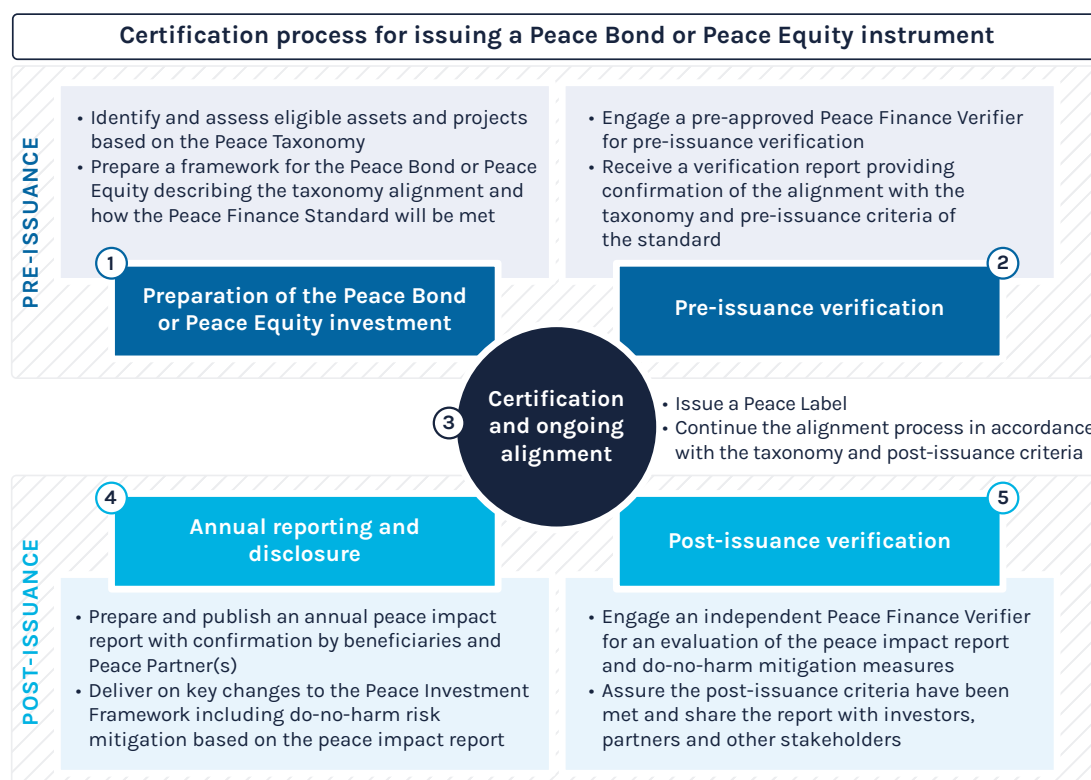 Certification process for issuing a Peace Bond or Peace Equity instrument
PRE-ISSUANCE
• Identify and assess eligible assets and projects
based on the Peace Taxonomy
• Prepare a framework for the Peace Bond or Peace
Equity describing the taxonomy alignment and
how the Peace Finance Standard will be met
1
Preparation of the Peace Bond
or Peace Equity investment
• Engage a pre-approved Peace Finance Verifier
for pre-issuance verification
• Receive a verification report providing
confirmation of the alignment with the
taxonomy and pre-issuance criteria of
the standard
2
Pre-issuance verification
3
Certification
and ongoing
alignment
• Issue a Peace Label
• Continue the alignment process in accordance
with the taxonomy and post-issuance criteria
POST-ISSUANCE
4
Annual reporting and
disclosure
• Prepare and publish an annual peace impact
report with confirmation by beneficiaries and
Peace Partner(s)
• Deliver on key changes to the Peace Investment
Framework including do-no-harm risk
mitigation based on the peace impact report
5
Post-issuance verification
• Engage an independent Peace Finance Verifier
for an evaluation of the peace impact report
and do-no-harm mitigation measures
• Assure the post-issuance criteria have been
met and share the report with investors,
partners and other stakeholders